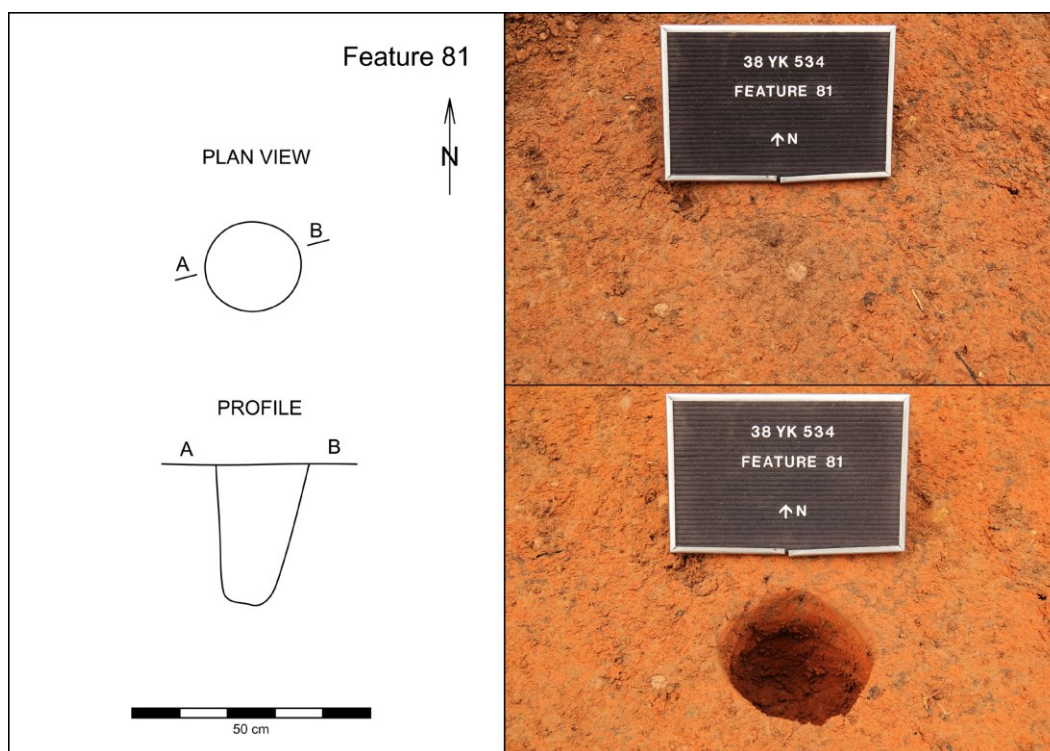 Feature 81
N
PLAN VIEW
A
B
PROFILE
A
B
50 cm
38 YK 534
FEATURE 81
↑N
38 YK 534
FEATURE 81
↑N